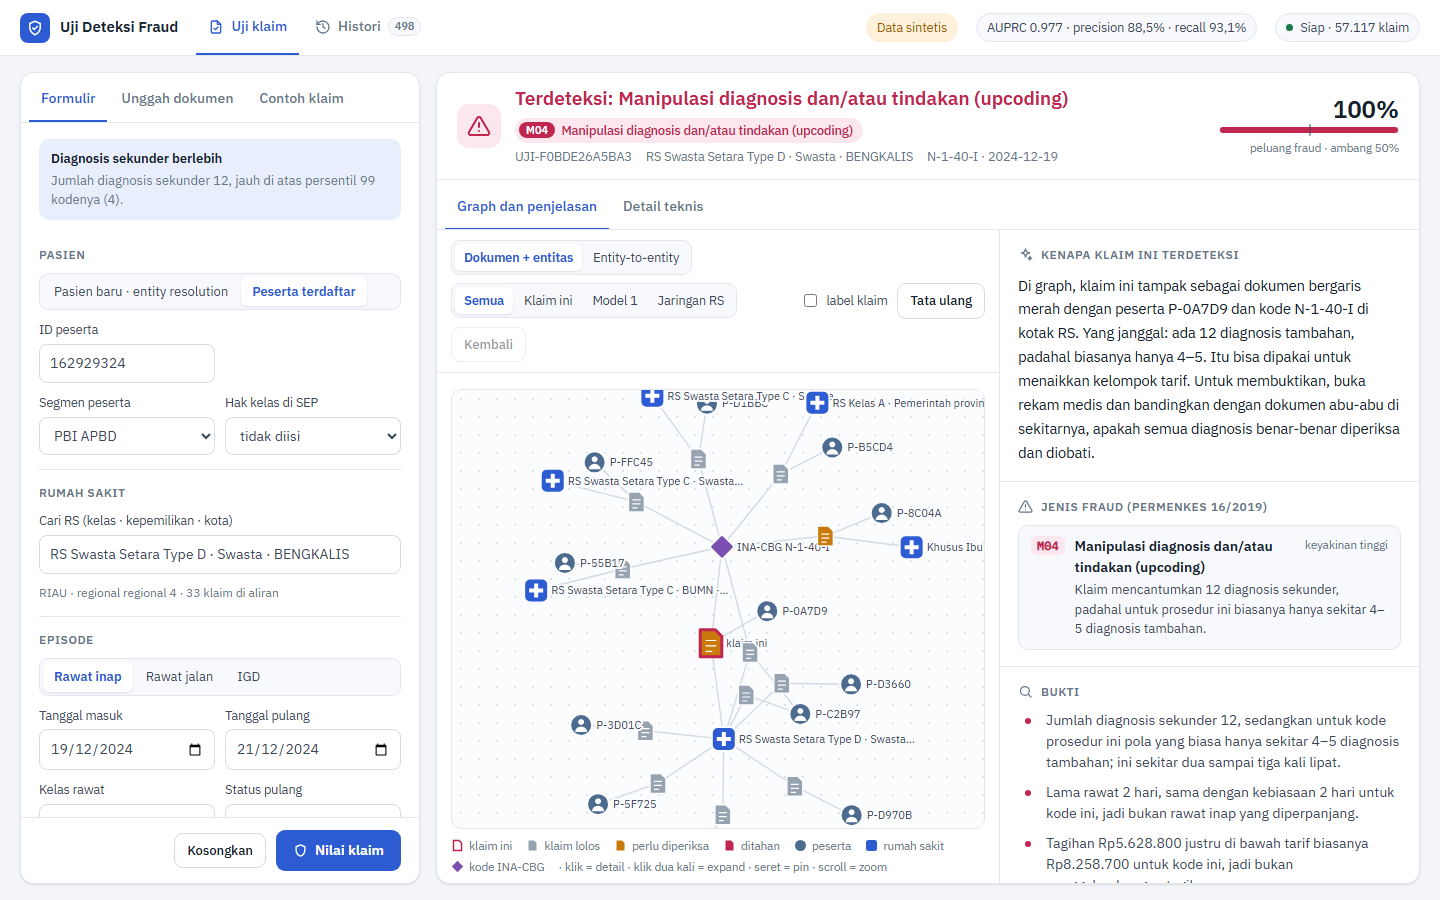 Uji Deteksi Fraud
Uji klaim
Histori 498
Data sintetis
AUPRC 0.977 · precision 88,5% · recall 93,1%
Siap · 57.117 klaim
Formulir
Unggah dokumen
Contoh klaim
Diagnosis sekunder berlebih
Jumlah diagnosis sekunder 12, jauh di atas persentil 99
kodenya (4).
PASIEN
Pasien baru · entity resolution
Peserta terdaftar
ID peserta
162929324
Segmen peserta
Hak kelas di SEP
PBI APBD
tidak diisi
RUMAH SAKIT
Cari RS (kelas · kepemilikan · kota)
RS Swasta Setara Type D · Swasta · BENGKALIS
RIAU · regional regional 4 · 33 klaim di aliran
EPISODE
Rawat inap
Rawat jalan
IGD
Tanggal masuk
Tanggal pulang
19/12/2024
21/12/2024
Kelas rawat
Status pulang
Kosongkan
Nilai klaim
Terdeteksi: Manipulasi diagnosis dan/atau tindakan (upcoding)
M04 Manipulasi diagnosis dan/atau tindakan (upcoding)
UJI-F0BDE26A5BA3 RS Swasta Setara Type D · Swasta · BENGKALIS N-1-40-I · 2024-12-19
100%
peluang fraud · ambang 50%
Graph dan penjelasan
Detail teknis
Dokumen + entitas
Entity-to-entity
Semua
Klaim ini
Model 1
Jaringan RS
label klaim
Tata ulang
Kembali
RS Swasta Setara Type C · S
P-D1BBC
RS Kelas A · Pemerintah provin
P-B5CD4
P-FFC45
RS Swasta Setara Type C · Swasta...
P-8C04A
INA-CBG N-1-40-I
Khusus Ibu
P-55B17
RS Swasta Setara Type C · BUMN ·...
P-0A7D9
klaim ini
P-D3660
P-C2B97
P-3D01C
RS Swasta Setara Type D · Swasta...
P-5F725
P-D970B
klaim ini
klaim lolos
perlu diperiksa
ditahan
peserta
rumah sakit
kode INA-CBG · klik = detail · klik dua kali = expand · seret = pin · scroll = zoom
KENAPA KLAIM INI TERDETEKSI
Di graph, klaim ini tampak sebagai dokumen bergaris
merah dengan peserta P-0A7D9 dan kode N-1-40-I di
kotak RS. Yang janggal: ada 12 diagnosis tambahan,
padahal biasanya hanya 4–5. Itu bisa dipakai untuk
menaikkan kelompok tarif. Untuk membuktikan, buka
rekam medis dan bandingkan dengan dokumen abu-abu di
sekitarnya, apakah semua diagnosis benar-benar diperiksa
dan diobati.
JENIS FRAUD (PERMENKES 16/2019)
M04 Manipulasi diagnosis dan/atau
tindakan (upcoding)
keyakinan tinggi
Klaim mencantumkan 12 diagnosis sekunder,
padahal untuk prosedur ini biasanya hanya sekitar 4–
5 diagnosis tambahan.
BUKTI
Jumlah diagnosis sekunder 12, sedangkan untuk kode
prosedur ini pola yang biasa hanya sekitar 4–5 diagnosis
tambahan; ini sekitar dua sampai tiga kali lipat.
Lama rawat 2 hari, sama dengan kebiasaan 2 hari untuk
kode ini, jadi bukan rawat inap yang diperpanjang.
Tagihan Rp5.628.800 justru di bawah tarif biasanya
Rp8.258.700 untuk kode ini, jadi bukan